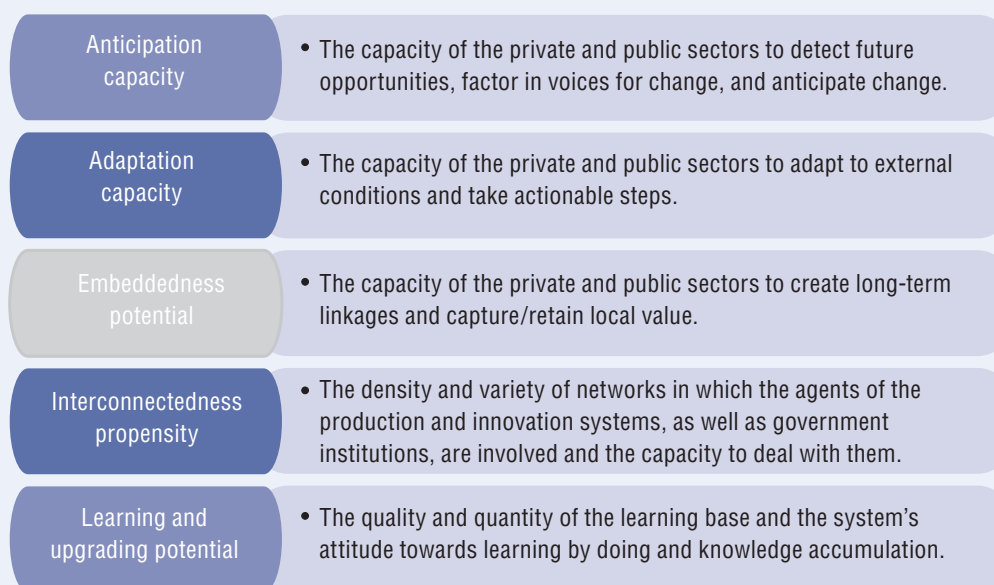 Anticipation
capacity
• The capacity of the private and public sectors to detect future
opportunities, factor in voices for change, and anticipate change.
Adaptation
capacity
• The capacity of the private and public sectors to adapt to external
conditions and take actionable steps.
Embeddedness
potential
• The capacity of the private and public sectors to create long-term
linkages and capture/retain local value.
Interconnectedness
propensity
• The density and variety of networks in which the agents of the
production and innovation systems, as well as government
institutions, are involved and the capacity to deal with them.
Learning and
upgrading potential
• The quality and quantity of the learning base and the system’s
attitude towards learning by doing and knowledge accumulation.